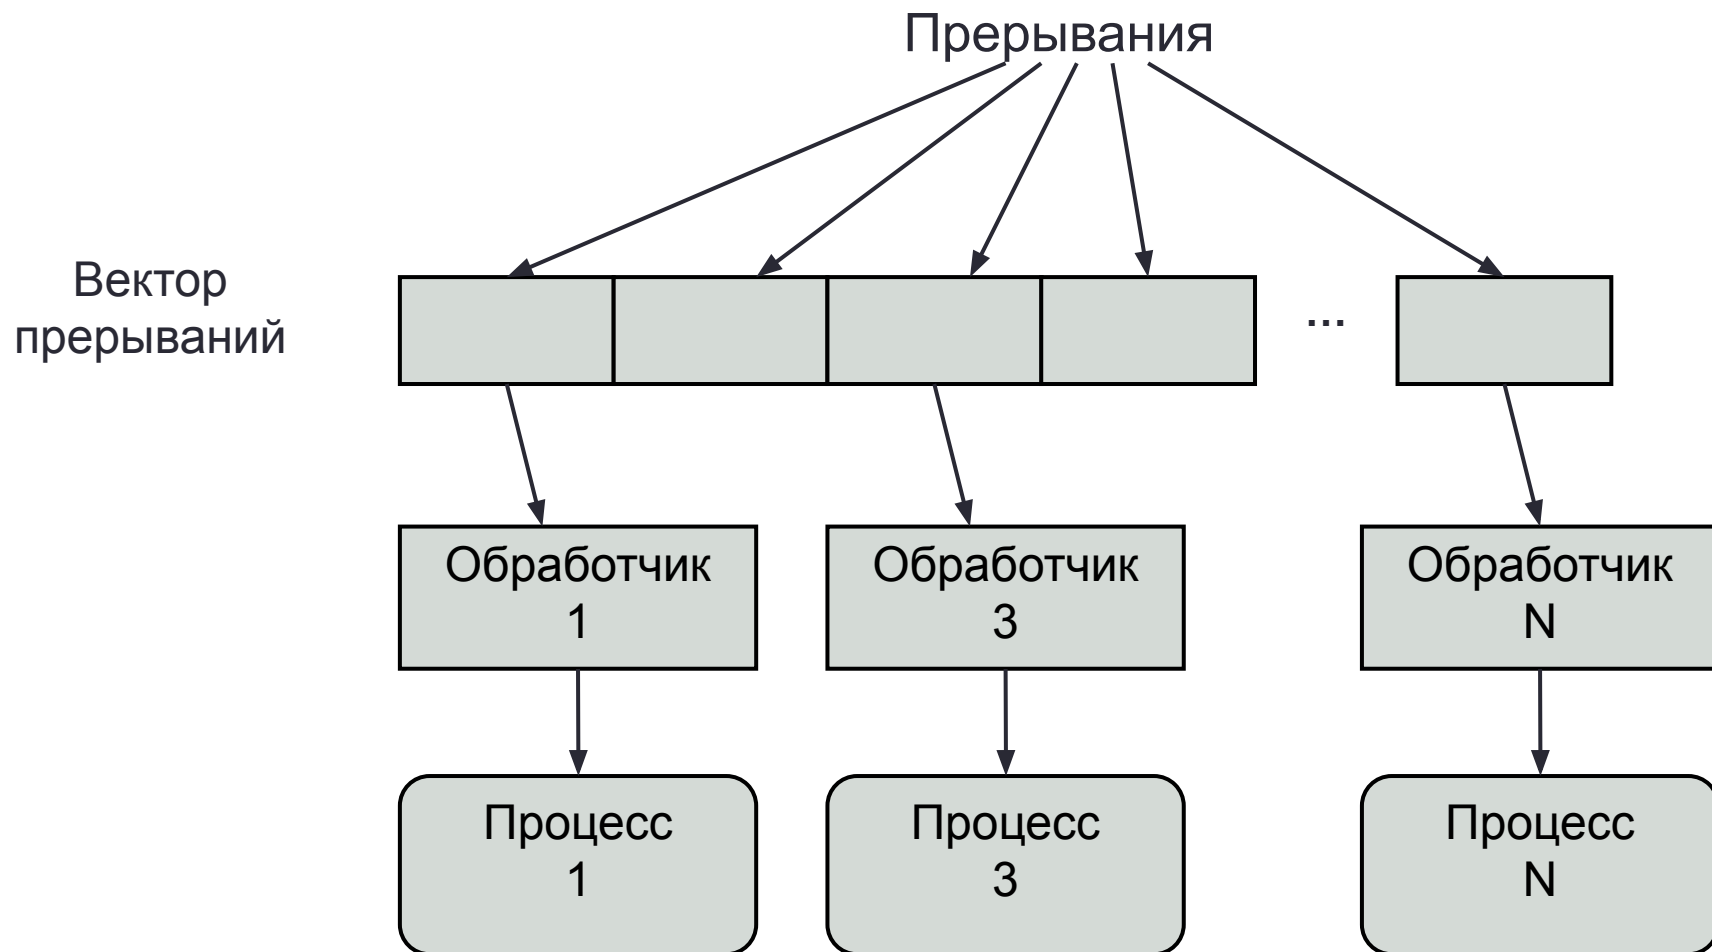 Прерывания
Вектор
прерываний
...
Обработчик
1
Обработчик
3
Обработчик
N
Процесс
1
Процесс
3
Процесс
N